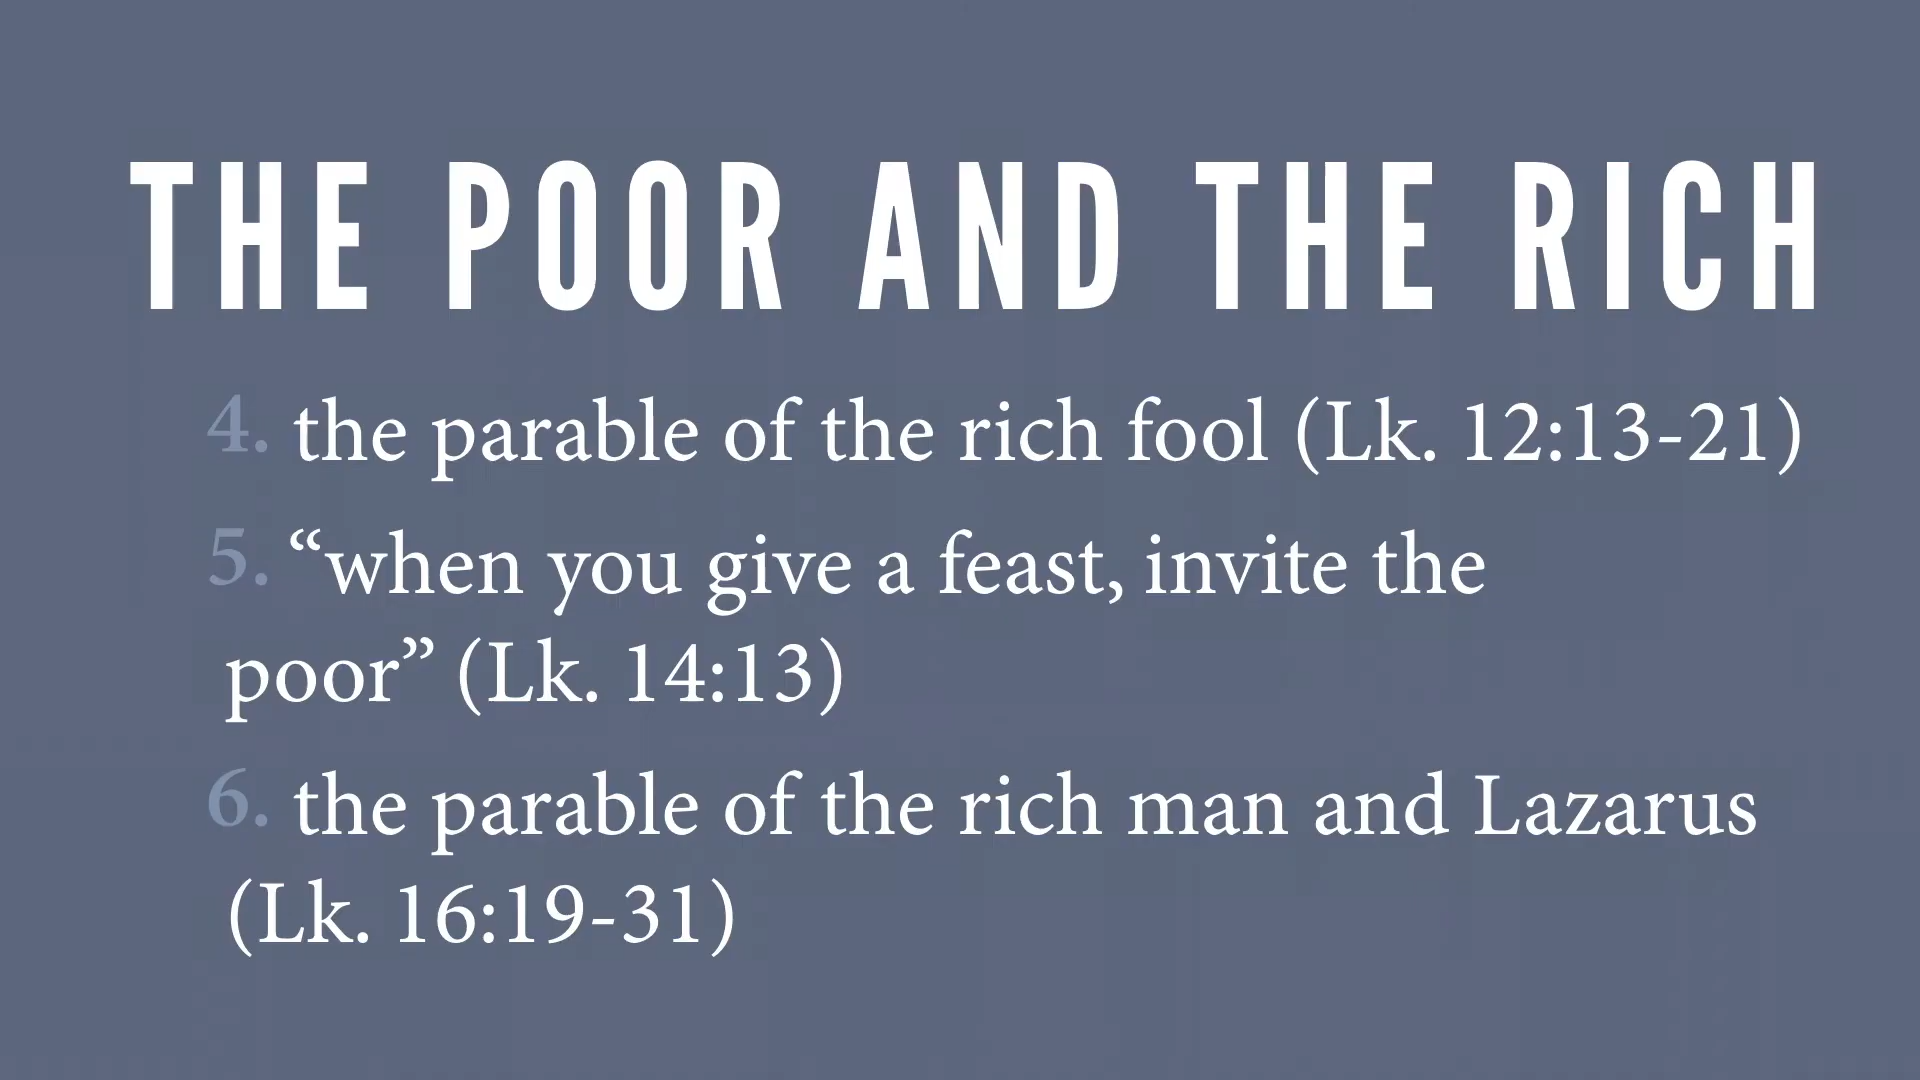 THE POOR AND THE RICH
4. the parable of the rich fool (Lk. 12:13-21)
5. “when you give a feast, invite the
poor” (Lk. 14:13)
6. the parable of the rich man and Lazarus
(Lk. 16:19-31)